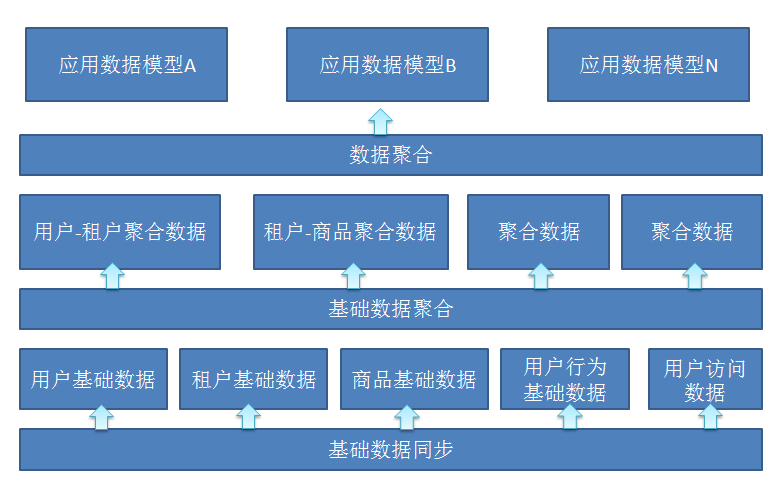 应用数据模型A
应用数据模型B
应用数据模型N
数据聚合
用户-租户聚合数据
租户-商品聚合数据
聚合数据
聚合数据
基础数据聚合
用户基础数据
租户基础数据
商品基础数据
用户行为
基础数据
用户访问
数据
基础数据同步